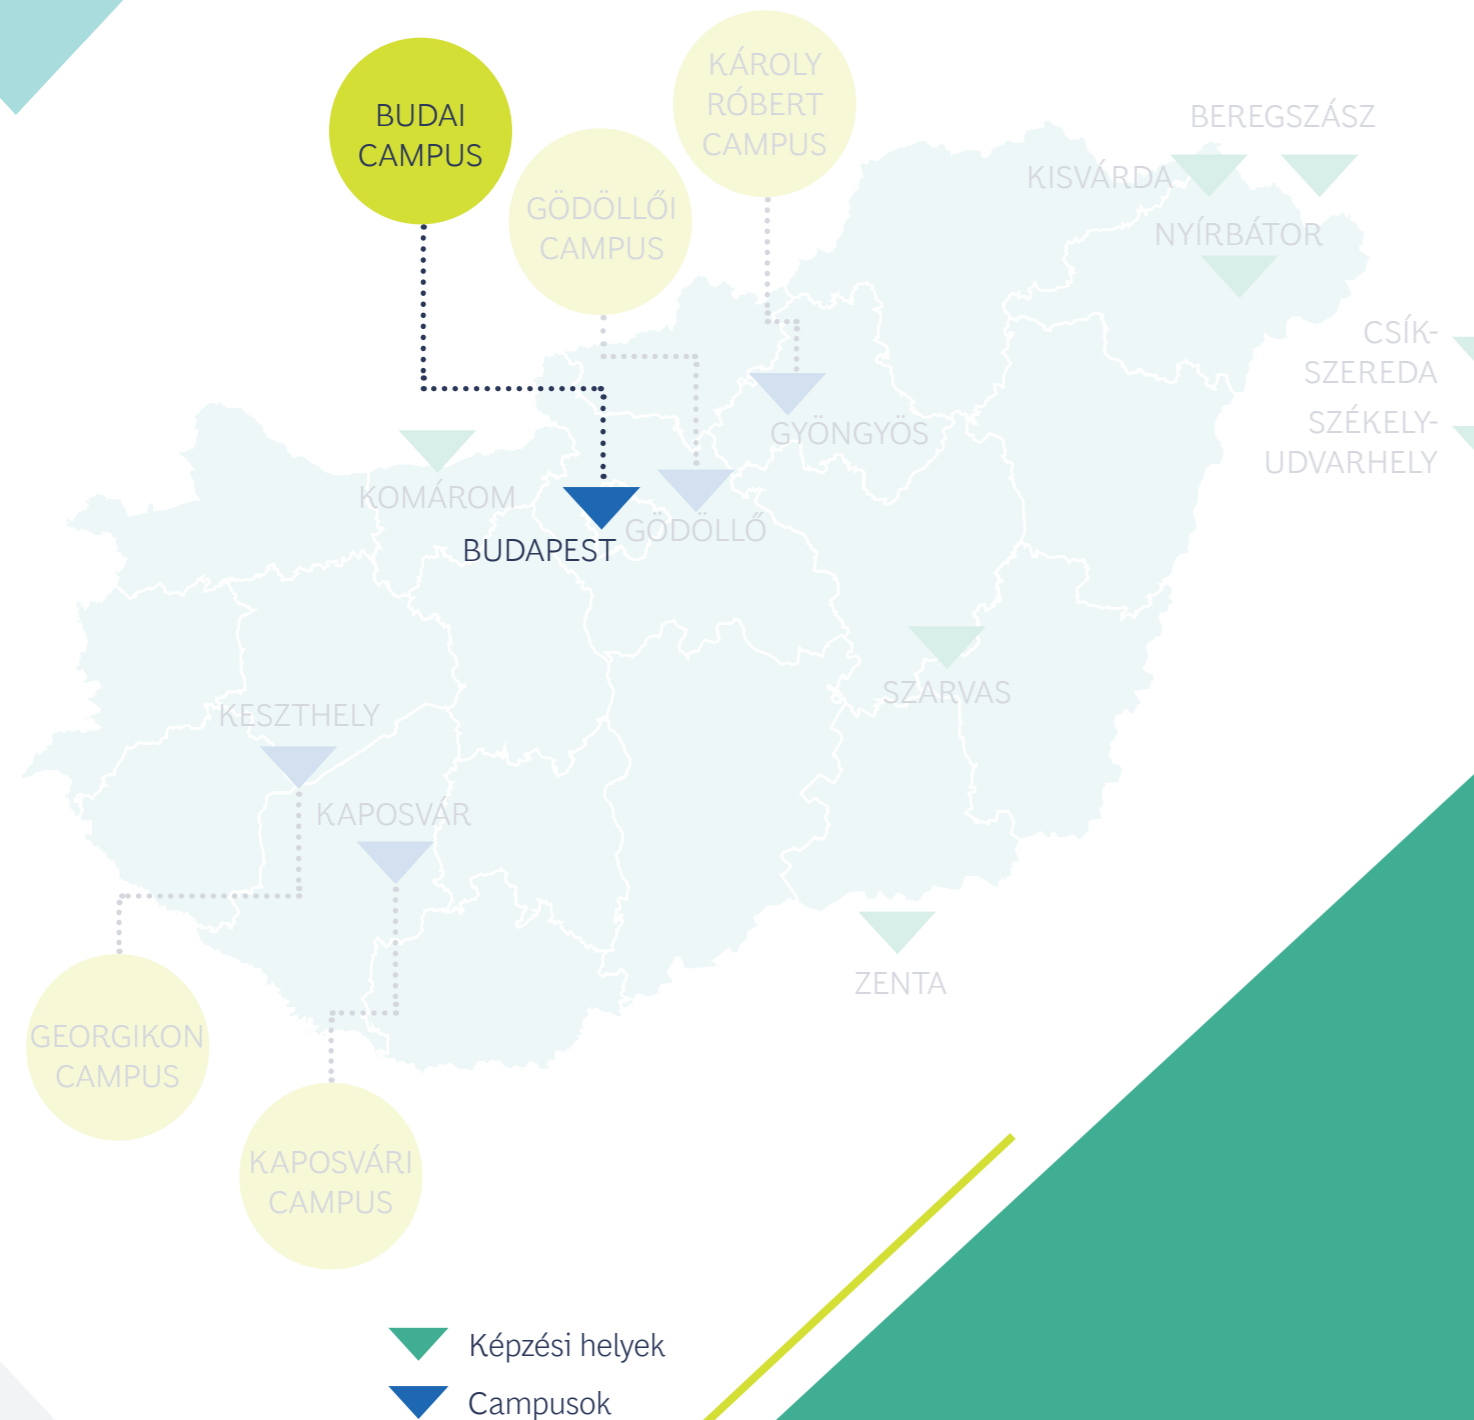 BUDAI
CAMPUS
GÖDÖLLŐI
CAMPUS
KÁROLY
RÓBERT
CAMPUS
BEREGSZÁSZ
KISVÁRDA
NYÍRBÁTOR
CSÍK-
SZEREDA
SZÉKELY-
UDVARHELY
GYÖNGYÖS
KOMÁROM
GÖDÖLLŐ
BUDAPEST
SZARVAS
KESZTHELY
KAPOSVÁR
ZENTA
GEORGIKON
CAMPUS
KAPOSVÁRI
CAMPUS
Képzési helyek
Campusok